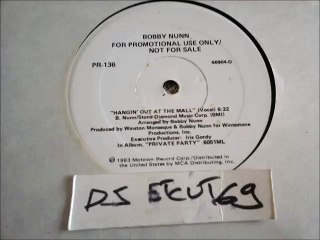 BOBBY NUNN
FOR PROMOTIONAL USE ONLY/
NOT FOR SALE
PR-136
66964-D
"HANGIN' OUT AT THE MALL" (Vocal) 6:22
B. Nunn/Stone Diamond Music Corp. (BMI)
Arranged by Bobby Nunn
Produced by Winston Monseque & Bobby Nunn for Winsstons
Productions, Inc.
Executive Producer: Iris Gordy
In Album, "PRIVATE PARTY" 6051ML
© 1983 Motown Record Corp./Distributed in
the United States by MCA Distributing, Inc.
DJ ETCUT69